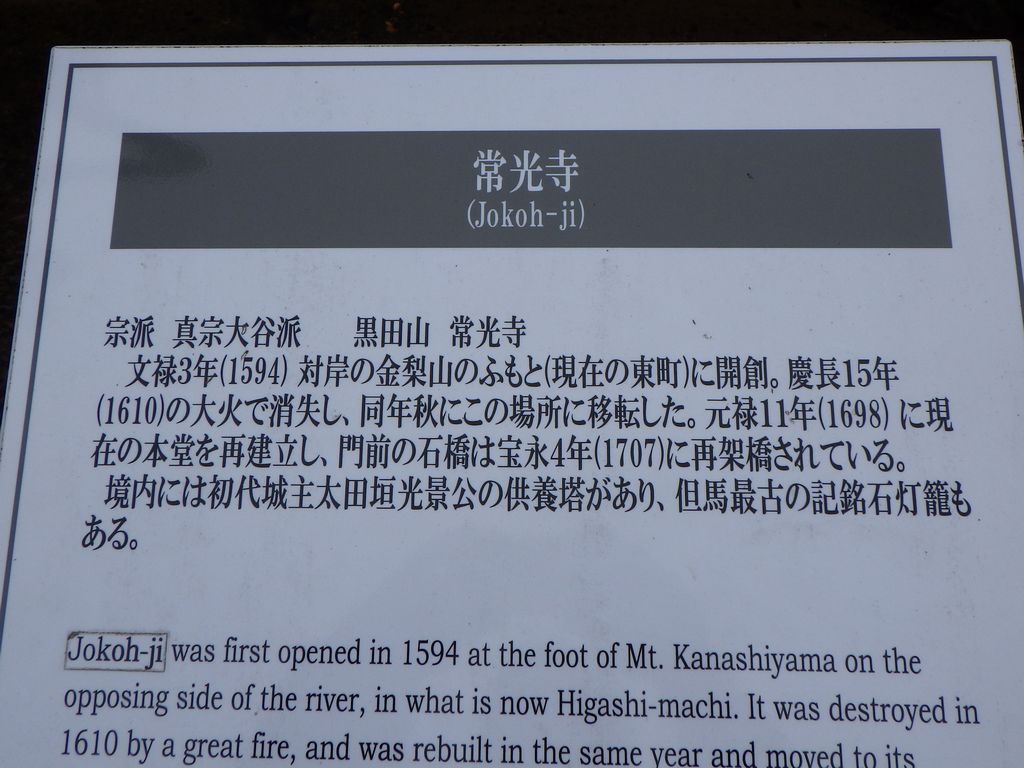 常光寺
(Jokoh-ji)
宗派 真宗大谷派 黒田山 常光寺
文禄3年(1594) 対岸の金梨山のふもと(現在の東町)に開創。慶長15年
(1610)の大火で消失し、同年秋にこの場所に移転した。元禄11年(1698) に現
在の本堂を再建立し、門前の石橋は宝永4年(1707)に再架橋されている。
境内には初代城主太田垣光景公の供養塔があり、但馬最古の記銘石灯籠も
ある。
Jokoh-ji was first opened in 1594 at the foot of Mt. Kanashiyama on the
opposing side of the river, in what is now Higashi-machi. It was destroyed in
1610 by a great fire, and was rebuilt in the same year and moved to its